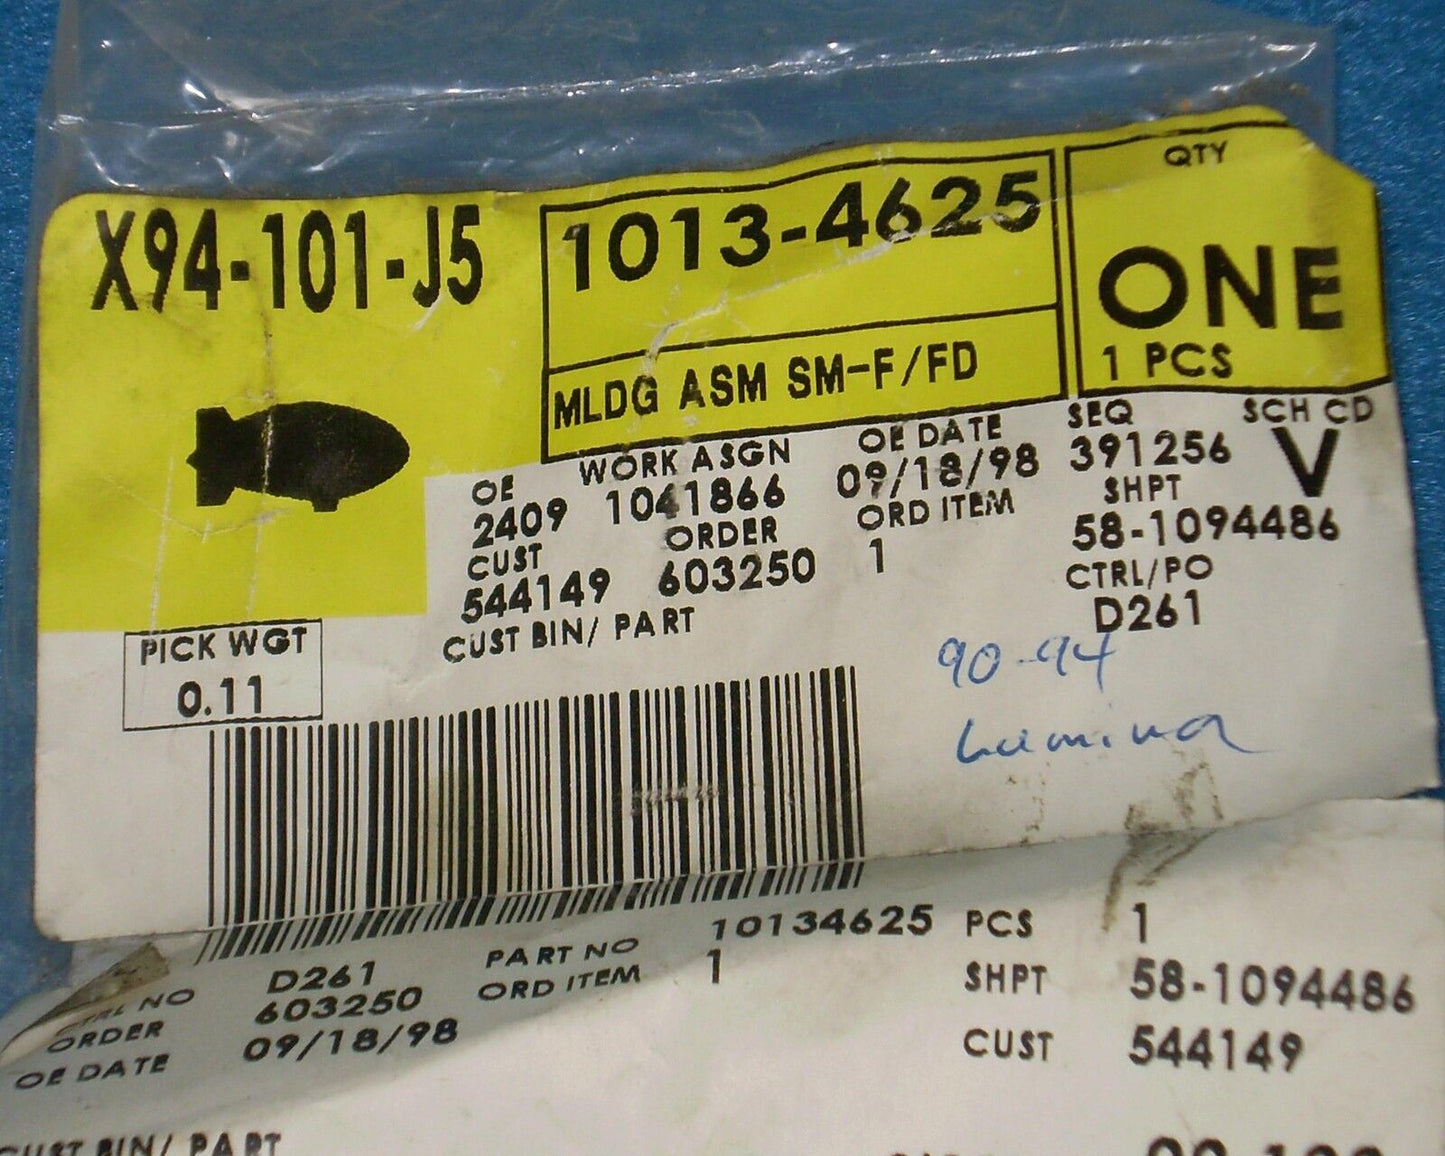 X94-101-J5
1013-4625
QTY
ONE
1 PCS
MLDG ASM SM-F/FD
OE
2409
WORK ASGN
1041866
OE DATE
09/18/98
SEQ
391256
SCH CD
V
CUST
544149
ORDER
603250
ORD ITEM
1
SHPT
58-1094486
CTRL/PO
D261
CUST BIN/ PART
PICK WGT
0.11
90-94
Lumina
D261
PART NO 10134625 PCS 1
NO
ORDER 603250
ORD ITEM 1
SHPT 58-1094486
OE DATE 09/18/98
CUST 544149
CUST BIN/ PART